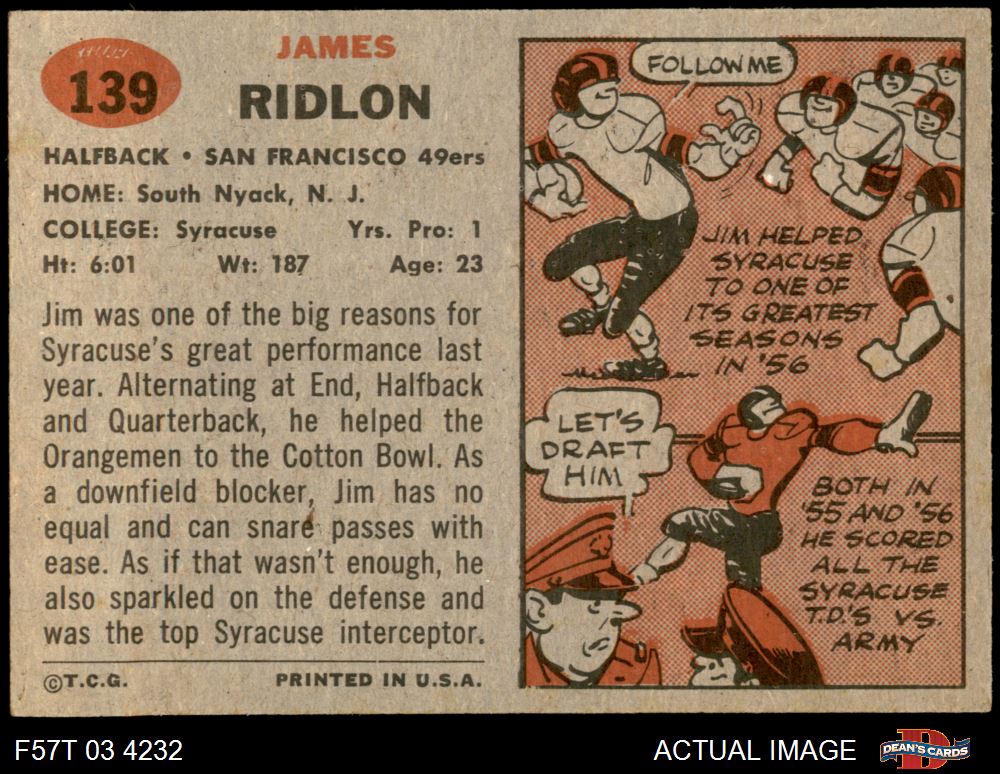 139
JAMES
RIDLON
HALFBACK • SAN FRANCISCO 49ers
HOME: South Nyack, N. J.
COLLEGE: Syracuse Yrs. Pro: 1
Ht: 6:01 Wt: 187 Age: 23
Jim was one of the big reasons for
Syracuse's great performance last
year. Alternating at End, Halfback
and Quarterback, he helped the
Orangemen to the Cotton Bowl. As
a downfield blocker, Jim has no
equal and can snare passes with
ease. As if that wasn't enough, he
also sparkled on the defense and
was the top Syracuse interceptor.
©T.C.G. PRINTED IN U.S.A.
FOLLOW ME
JIM HELPED
SYRACUSE
TO ONE OF
ITS GREATEST
SEASONS
IN '56
LET'S
DRAFT
HIM
BOTH IN
'55 AND '56
HE SCORED
ALL THE
SYRACUSE
T.D.'S VS.
ARMY
F57T 03 4232 ACTUAL IMAGE DEAN'S CARDS